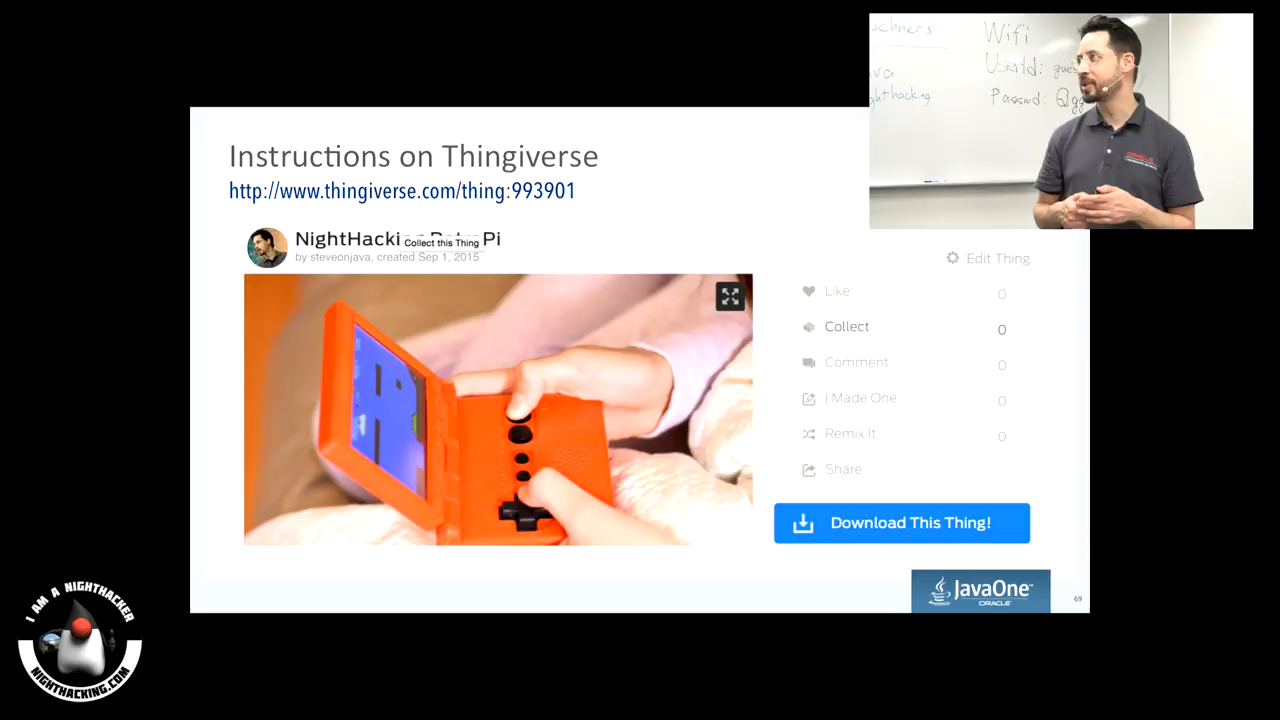 Instructions on Thingiverse
http://www.thingiverse.com/thing:993901
by steveonjava, created Sep 1, 2015
Collect this Thing
Edit Thing
Like 0
Collect 0
Comment 0
I Made One 0
Remix It 0
Share
Download This Thing!
JavaOne
ORACLE
69
Wifi
UserId:
Passwd:
ORACLE
I AM A NIGHTHACKER
NIGHTHACKING.COM